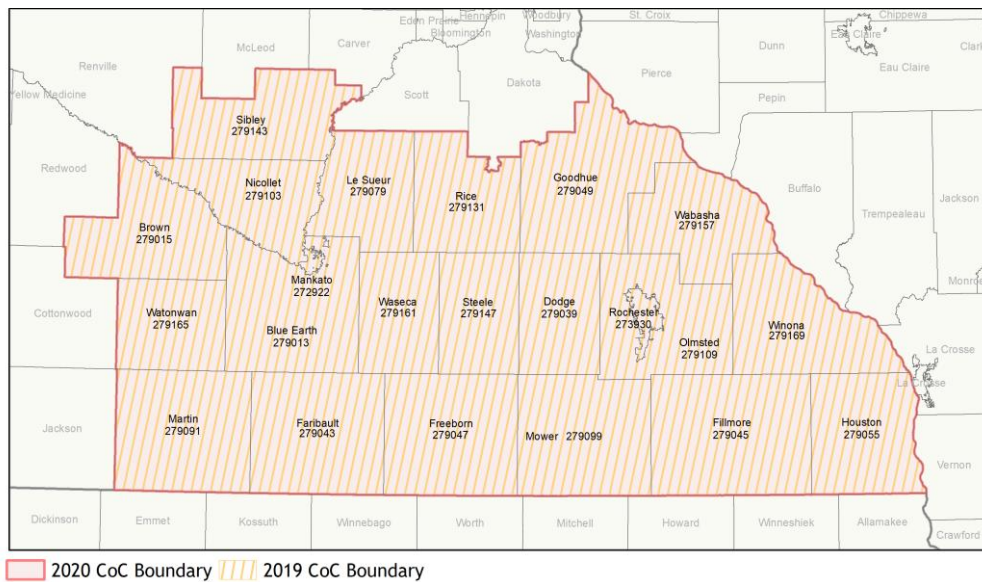 Hennepin
Woodbury
St. Croix
Chippewa
Eden Prairie
Bloomington
Washington
McLeod
Carver
Eau Claire
Dunn
Clark
Renville
Eau Claire
Pierce
Dakota
Scott
Yellow Medicine
Pepin
Sibley
279143
Redwood
Nicollet
279103
Le Sueur
279079
Rice
279131
Goodhue
279049
Buffalo
Jackson
Trempealeau
Wabasha
279157
Brown
279015
Mankato
272922
Monroe
Cottonwood
Watonwan
279165
Blue Earth
279013
Waseca
279161
Steele
279147
Dodge
279039
Rochester
273930
Olmsted
279109
Winona
279169
La Crosse
La Crosse
Jackson
Martin
279091
Faribault
279043
Freeborn
279047
Mower 279099
Fillmore
279045
Houston
279055
Vernon
Dickinson
Emmet
Kossuth
Winnebago
Worth
Mitchell
Howard
Winneshiek
Allamakee
Crawford
2020 CoC Boundary
2019 CoC Boundary